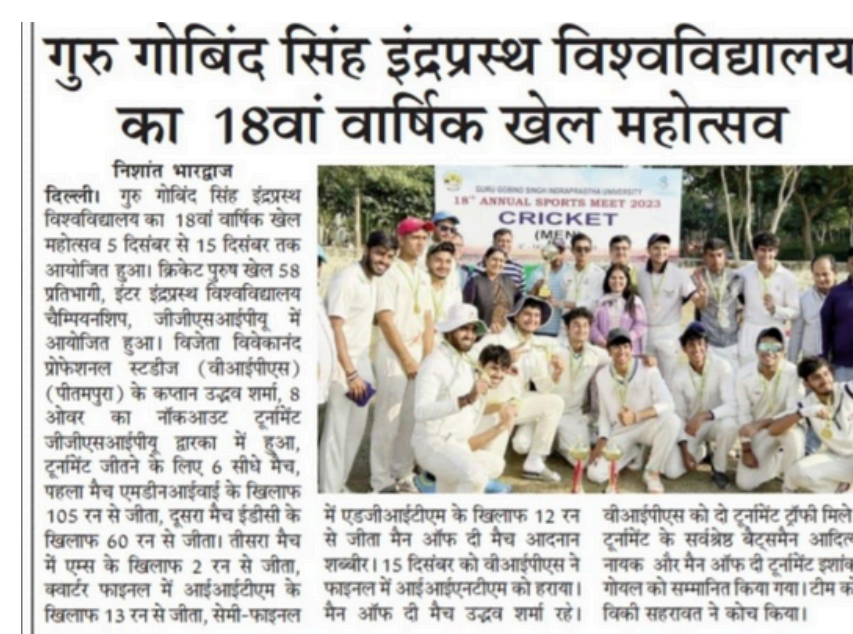 गुरु गोबिंद सिंह इंद्रप्रस्थ विश्वविद्यालय
का 18वां वार्षिक खेल महोत्सव
निशांत भारद्वाज
दिल्ली। गुरु गोबिंद सिंह इंद्रप्रस्थ
विश्वविद्यालय का 18वां वार्षिक खेल
महोत्सव 5 दिसंबर से 15 दिसंबर तक
आयोजित हुआ। क्रिकेट पुरुष खेल 58
प्रतिभागी, इंटर इंद्रप्रस्थ विश्वविद्यालय
चैम्पियनशिप, जीजीएसआईपीयू में
आयोजित हुआ। विजेता विवेकानंद
प्रोफेशनल स्टडीज (वीआईपीएस)
(पीतमपुरा) के कप्तान उद्धव शर्मा, 8
ओवर का नॉकआउट टूर्नामेंट
जीजीएसआईपीयू द्वारका में हुआ,
टूर्नामेंट जीतने के लिए 6 सीधे मैच,
पहला मैच एमडीनआईवाई के खिलाफ
105 रन से जीता, दूसरा मैच ईडीसी के
खिलाफ 60 रन से जीता। तीसरा मैच
में एम्स के खिलाफ 2 रन से जीता,
क्वार्टर फाइनल में आईआईटीएम के
खिलाफ 13 रन से जीता, सेमी-फाइनल
GURU GOBIND SINGH INDRAPRASTHA UNIVERSITY
18TH ANNUAL SPORTS MEET 2023
CRICKET
(MEN)
में एडजीआईटीएम के खिलाफ 12 रन
से जीता मैन ऑफ दी मैच आदनान
शब्बीर। 15 दिसंबर को वीआईपीएस ने
फाइनल में आईआईएनटीएम को हराया।
मैन ऑफ दी मैच उद्धव शर्मा रहे।
वीआईपीएस को दो टूर्नामेंट ट्रॉफी मिले
टूर्नामेंट के सर्वश्रेष्ठ बैट्समैन आदित्
नायक और मैन ऑफ दी टूर्नामेंट इशांक
गोयल को सम्मानित किया गया। टीम को
विकी सहरावत ने कोच किया।